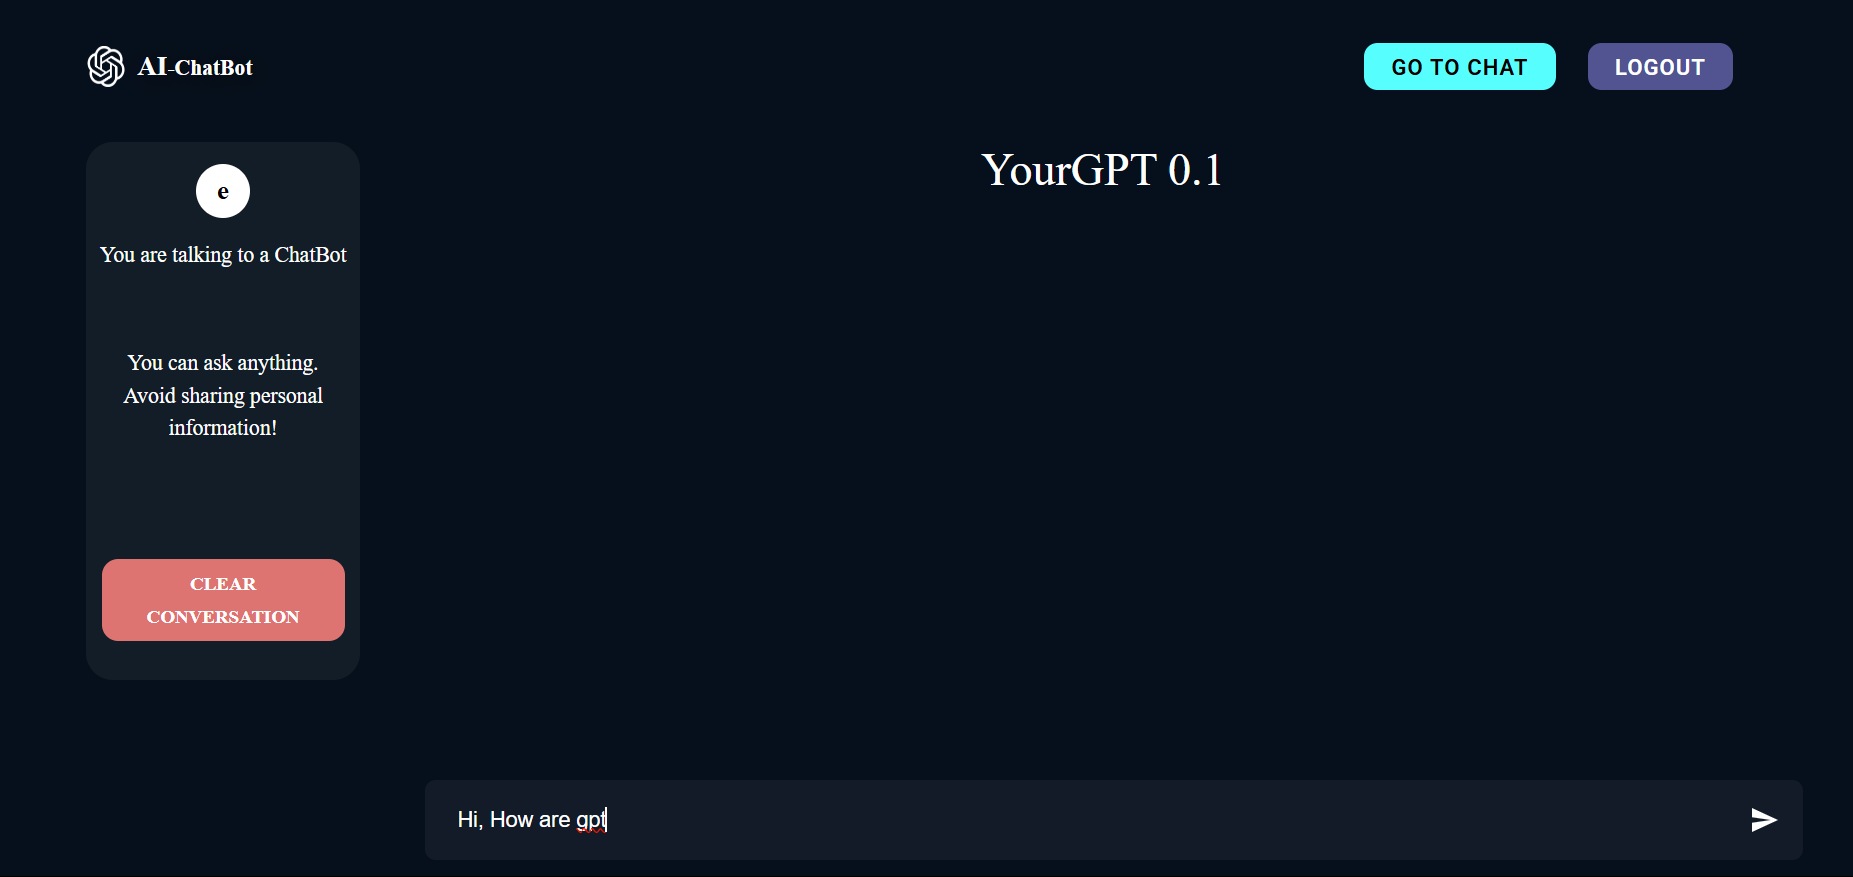 AI-ChatBot
GO TO CHAT
LOGOUT
e
You are talking to a ChatBot
You can ask anything.
Avoid sharing personal
information!
CLEAR
CONVERSATION
YourGPT 0.1
Hi, How are gpt